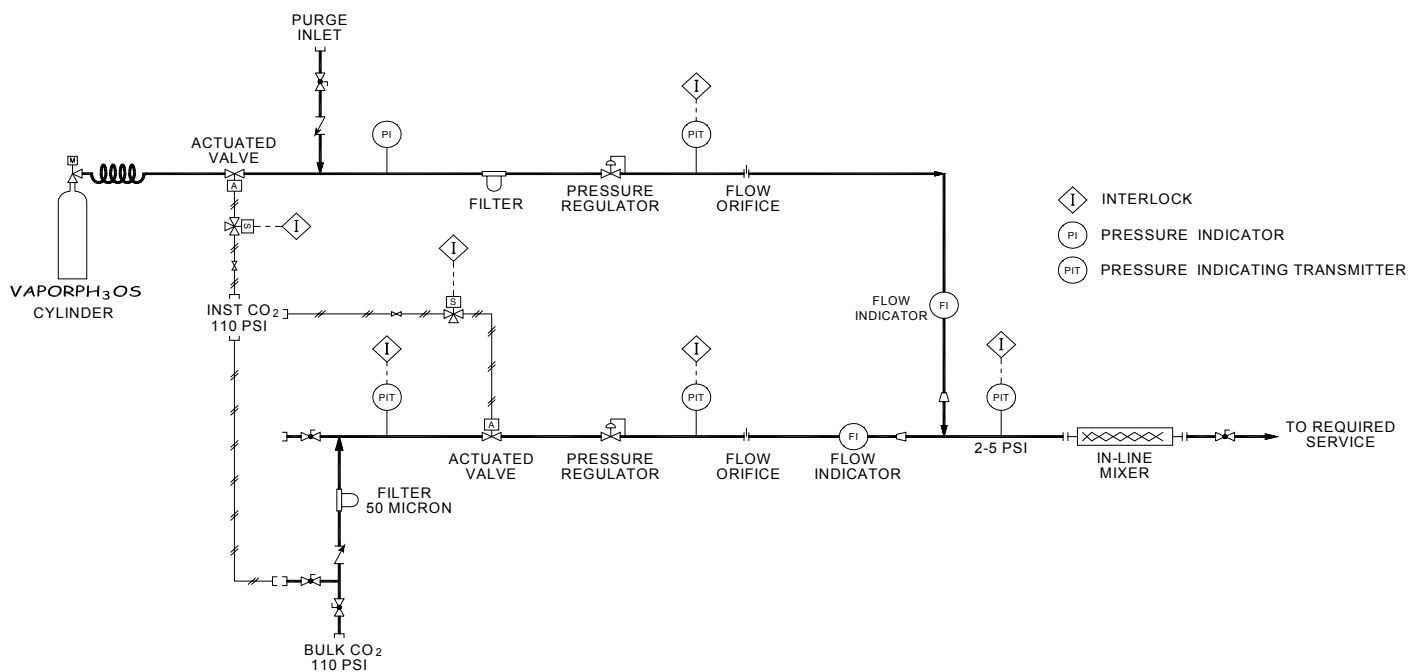 PURGE
INLET
I
ACTUATED
VALVE
PI
PIT
M
A
FILTER
PRESSURE
REGULATOR
FLOW
ORIFICE
I INTERLOCK
S
I
PI PRESSURE INDICATOR
I
PIT PRESSURE INDICATING TRANSMITTER
VAPORPH₃OS
CYLINDER
INST CO₂
110 PSI
S
FLOW
INDICATOR
FI
I
I
I
PIT
PIT
PIT
A
FI
ACTUATED
VALVE
PRESSURE
REGULATOR
FLOW
ORIFICE
FLOW
INDICATOR
2-5 PSI
IN-LINE
MIXER
TO REQUIRED
SERVICE
FILTER
50 MICRON
BULK CO₂
110 PSI